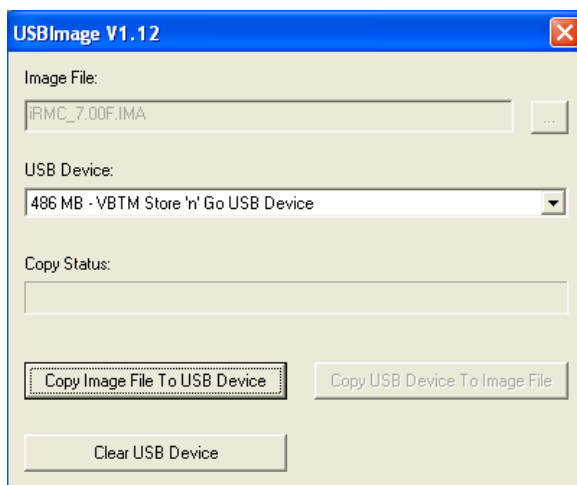 USBImage V1.12
Image File:
iRMC_7.00F.IMA
...
USB Device:
486 MB - VBTM Store 'n' Go USB Device
Copy Status:
Copy Image File To USB Device
Copy USB Device To Image File
Clear USB Device